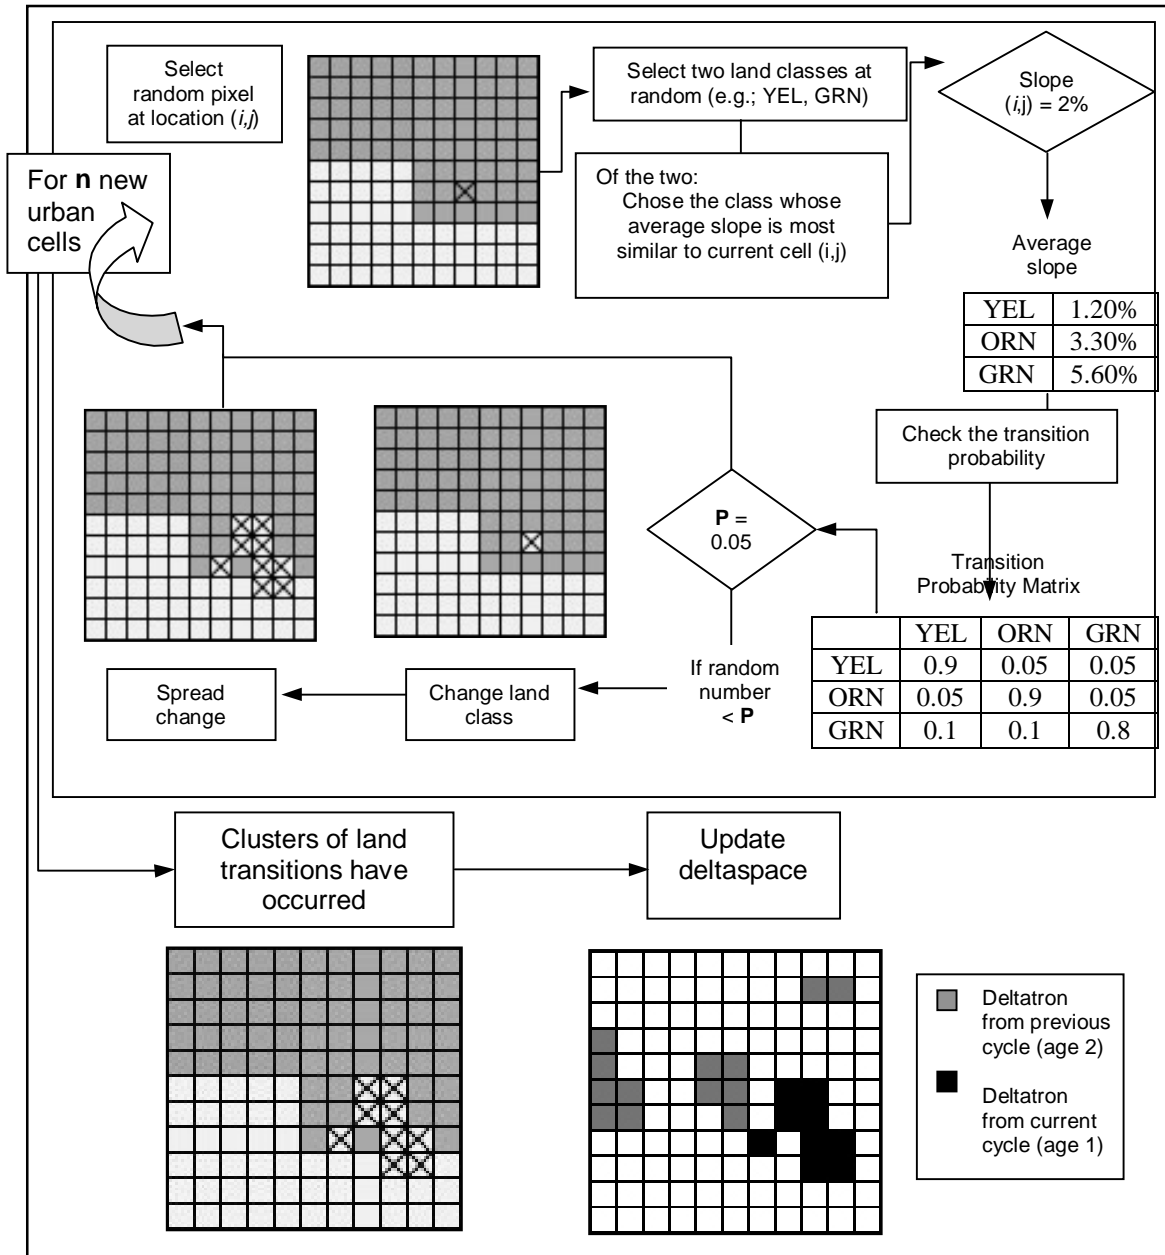 Select
random pixel
at location (i,j)
Select two land classes at
random (e.g.; YEL, GRN)
Slope
(i,j) = 2%
For n new
urban
cells
Of the two:
Chose the class whose
average slope is most
similar to current cell (i,j)
Average
slope
YEL 1.20%
ORN 3.30%
GRN 5.60%
Check the transition
probability
P =
0.05
Transition
Probability Matrix
YEL ORN GRN
YEL 0.9 0.05 0.05
ORN 0.05 0.9 0.05
GRN 0.1 0.1 0.8
If random
number
< P
Change land
class
Spread
change
Clusters of land
transitions have
occurred
Update
deltaspace
Deltatron
from previous
cycle (age 2)
Deltatron
from current
cycle (age 1)